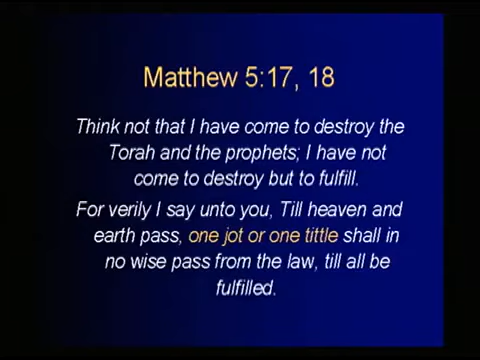 Matthew 5:17, 18
Think not that I have come to destroy the
Torah and the prophets; I have not
come to destroy but to fulfill.
For verily I say unto you, Till heaven and
earth pass, one jot or one tittle shall in
no wise pass from the law, till all be
fulfilled.